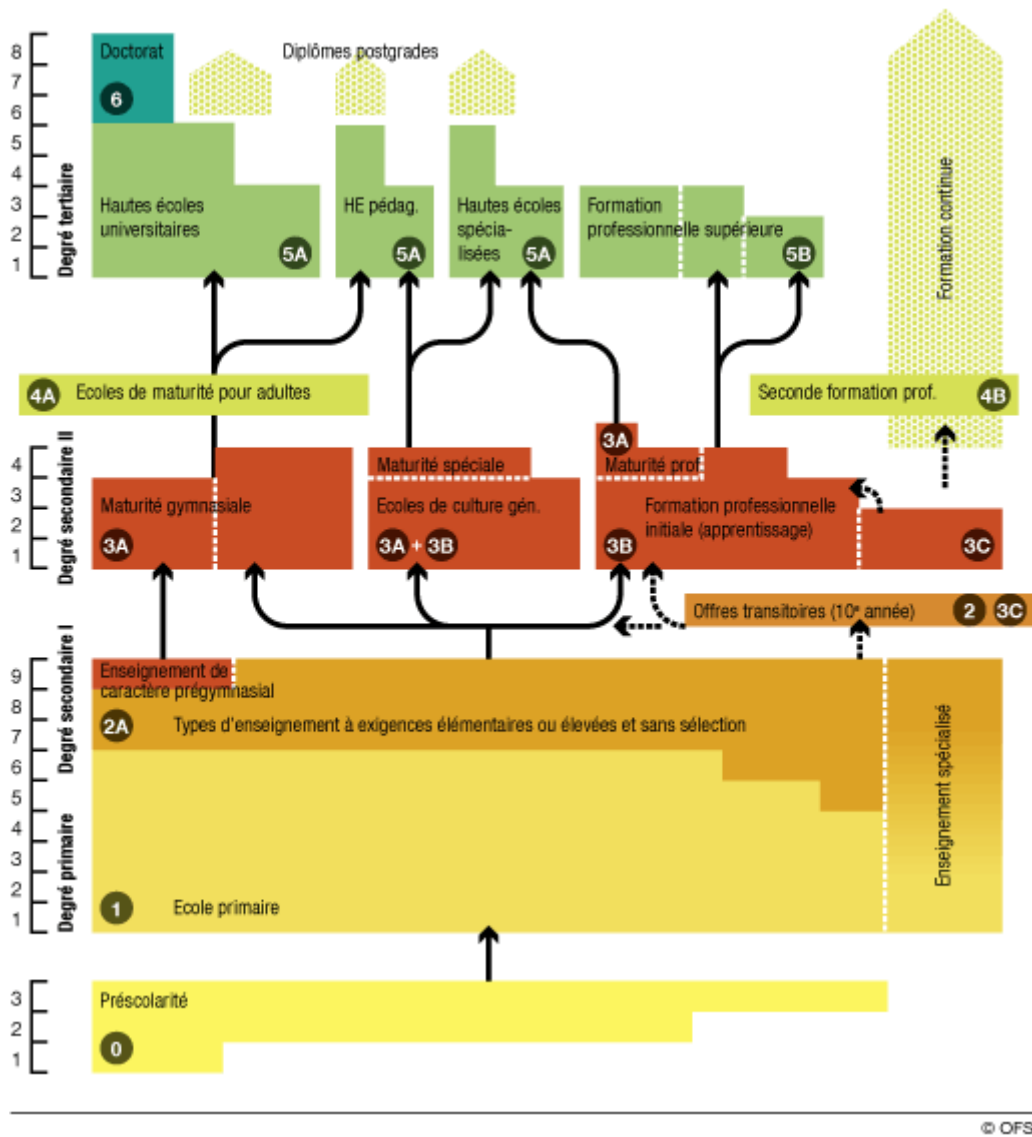 8
7
6
6
5
4
3
2
1
Degré tertiaire
Doctorat
6
Diplômes postgrades
Hautes écoles
universitaires
5A
HE pédag.
5A
Hautes écoles
spécia-
lisées
5A
Formation
professionnelle supérieure
5B
Formation continue
4A Ecoles de maturité pour adultes
Seconde formation prof. 4B
4
3
2
1
Degré secondaire II
Maturité gymnasiale
3A
Maturité spéciale
Ecoles de culture gén.
3A + 3B
3A
Maturité prof
Formation professionnelle
initiale (apprentissage)
3B
3C
Offres transitoires (10e année) 2 3C
9
8
7
6
5
4
3
2
1
Degré secondaire I
Degré primaire
Enseignement de
caractère prégymnasial
2A Types d'enseignement à exigences élémentaires ou élevées et sans sélection
Enseignement spécialisé
1 Ecole primaire
3
2
1
Préscolarité
0
© OFS